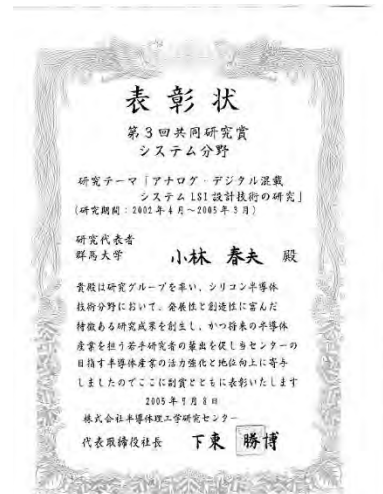 表彰状
第3回共同研究賞
システム分野
研究テーマ「アナログ・デジタル混載
システムLSI設計技術の研究」
(研究期間:2002年4月～2005年3月)
研究代表者
群馬大学 小林 春夫 殿
貴殿は研究グループを率い、シリコン半導体
技術分野において、発展性と創造性に富んだ
特徴ある研究成果を創生し、かつ将来の半導体
産業を担う若手研究者の輩出を促し当センターの
目指す半導体産業の活力強化と地位向上に寄与
しましたのでここに副賞とともに表彰いたします
2005年7月8日
株式会社半導体理工学研究センター
代表取締役社長 下東 勝博